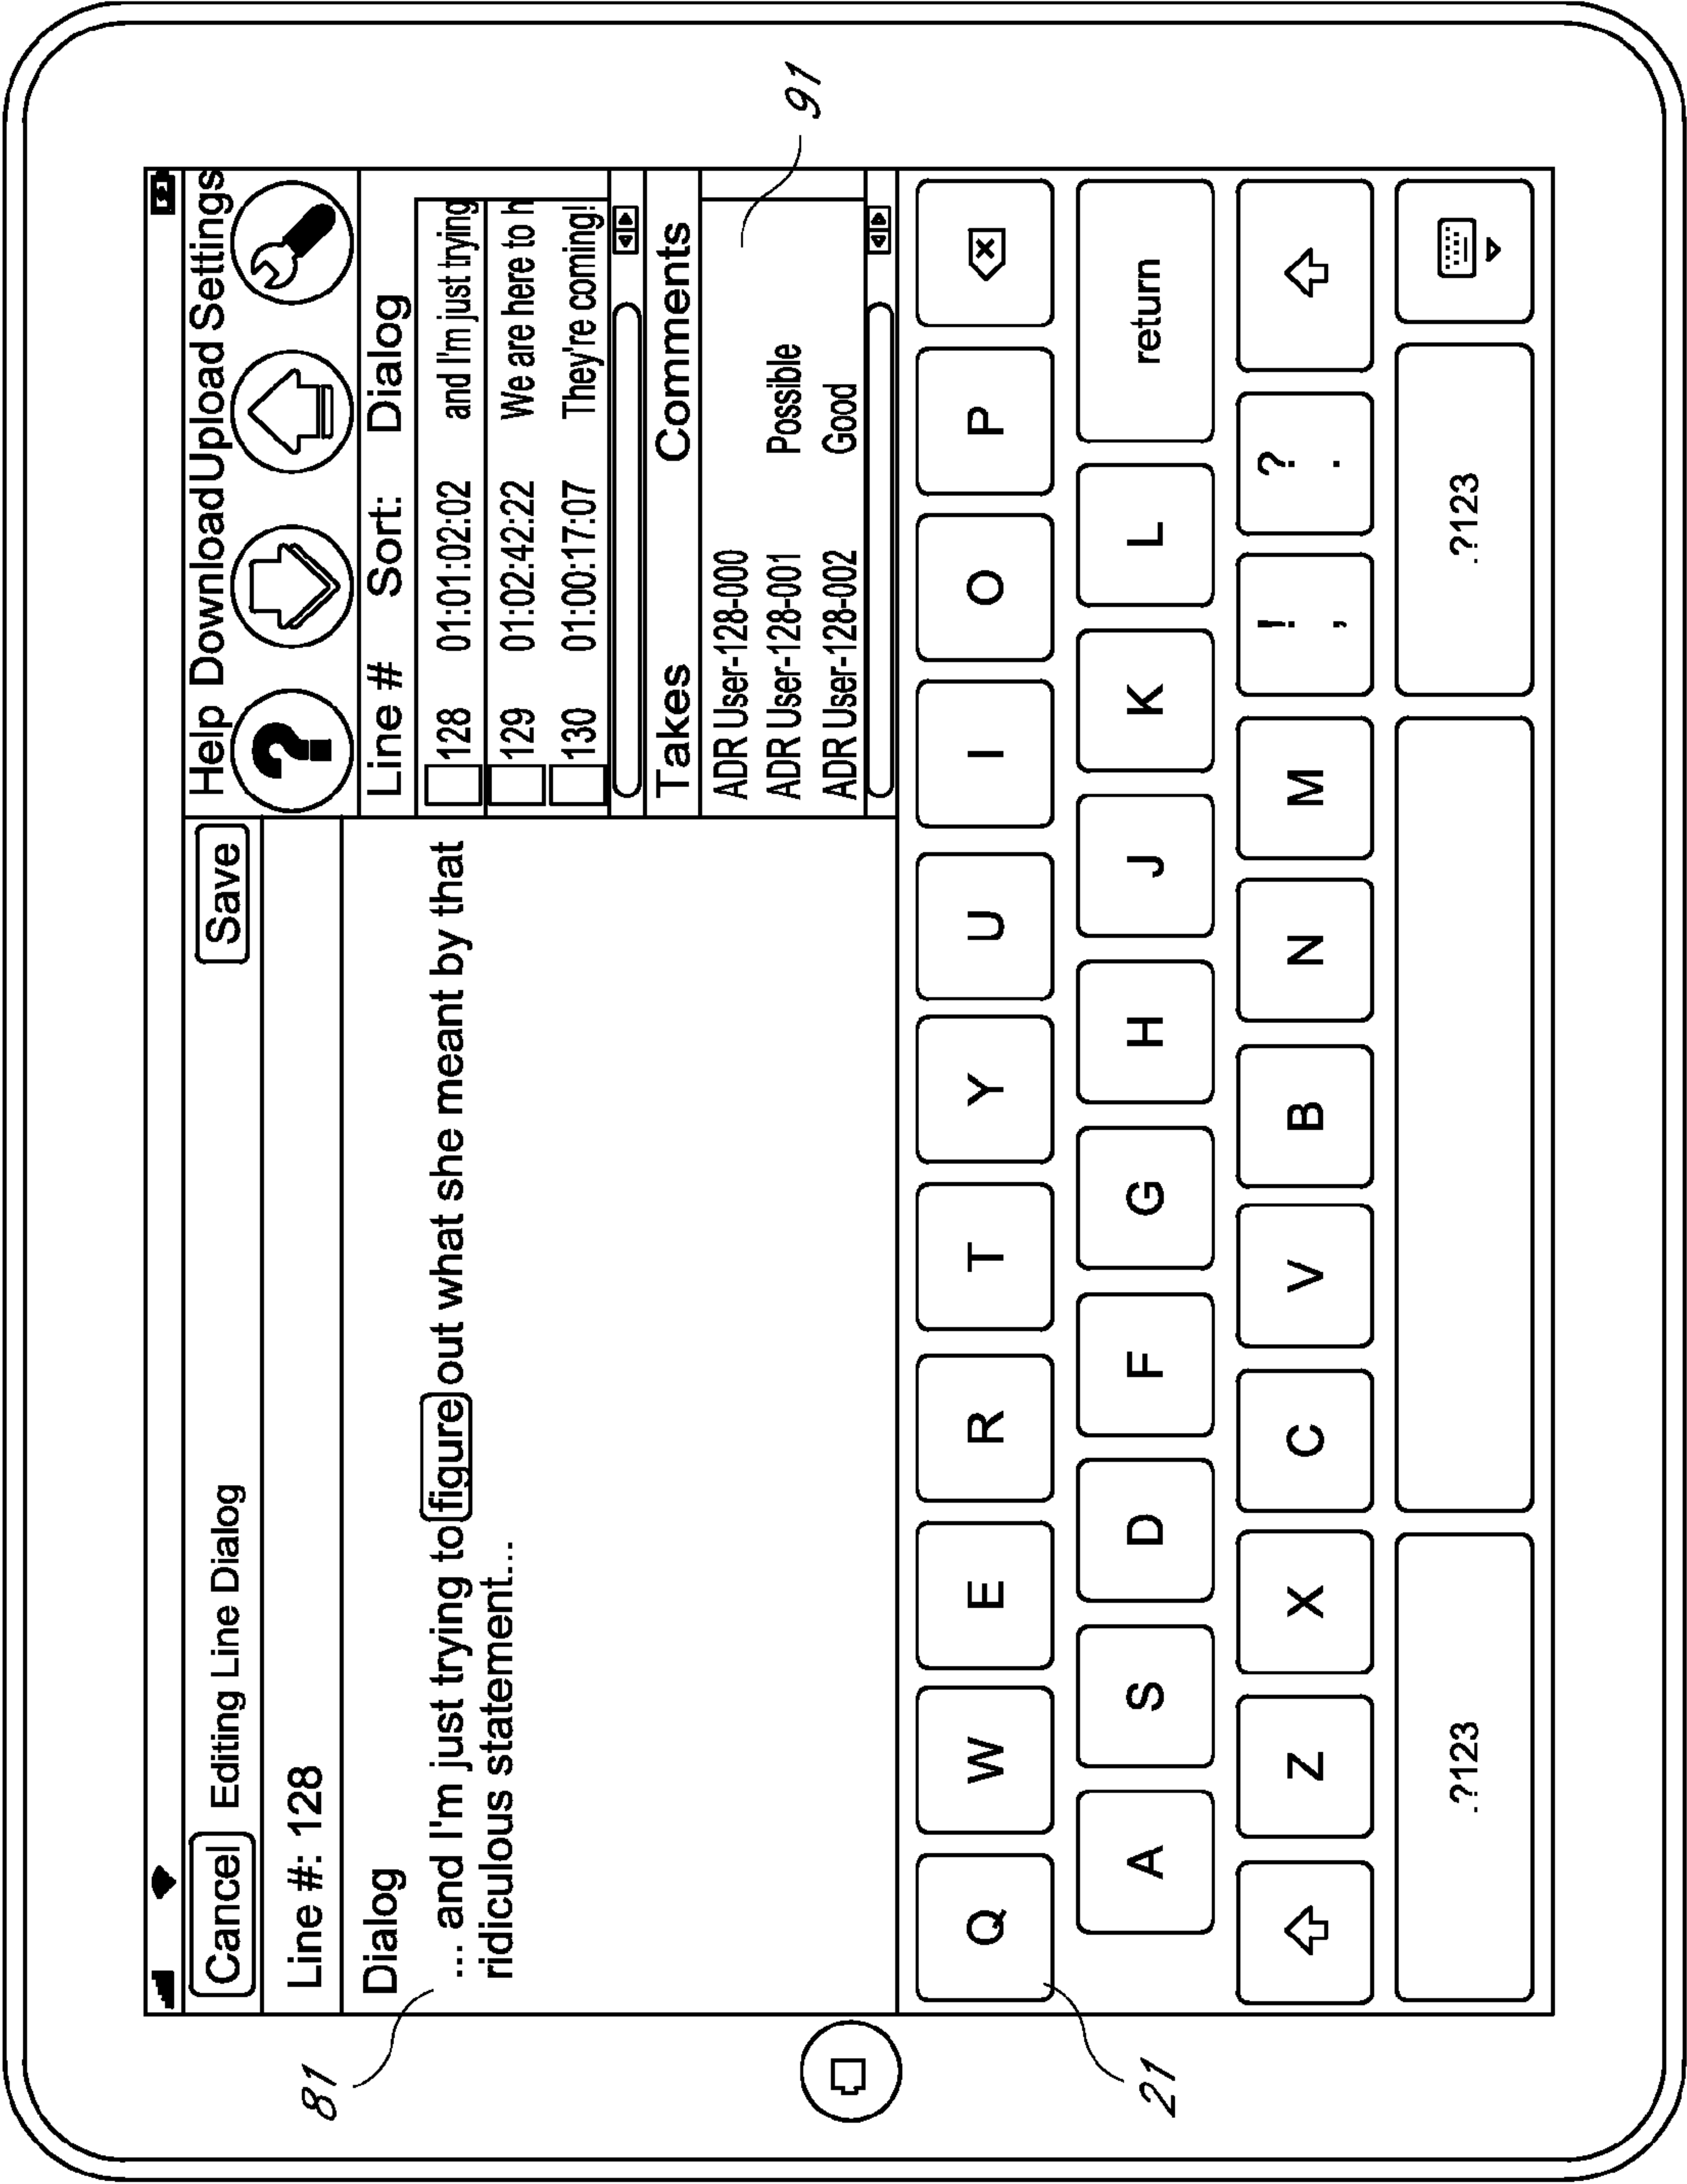 Cancel Editing Line Dialog Save
Line #: 128
Dialog
... and I'm just trying to figure out what she meant by that
ridiculous statement...
Help Download Upload Settings
?
Line # Sort: Dialog
128 01:01:02:02 and I'm just trying
129 01:02:42:22 We are here to h
130 01:00:17:07 They're coming!
Takes Comments
ADR User-128-000
ADR User-128-001 Possible
ADR User-128-002 Good
Q W E R T Y U I O P
A S D F G H J K L return
Z X C V B N M ! , ? .
.?123 .?123
81
91
21